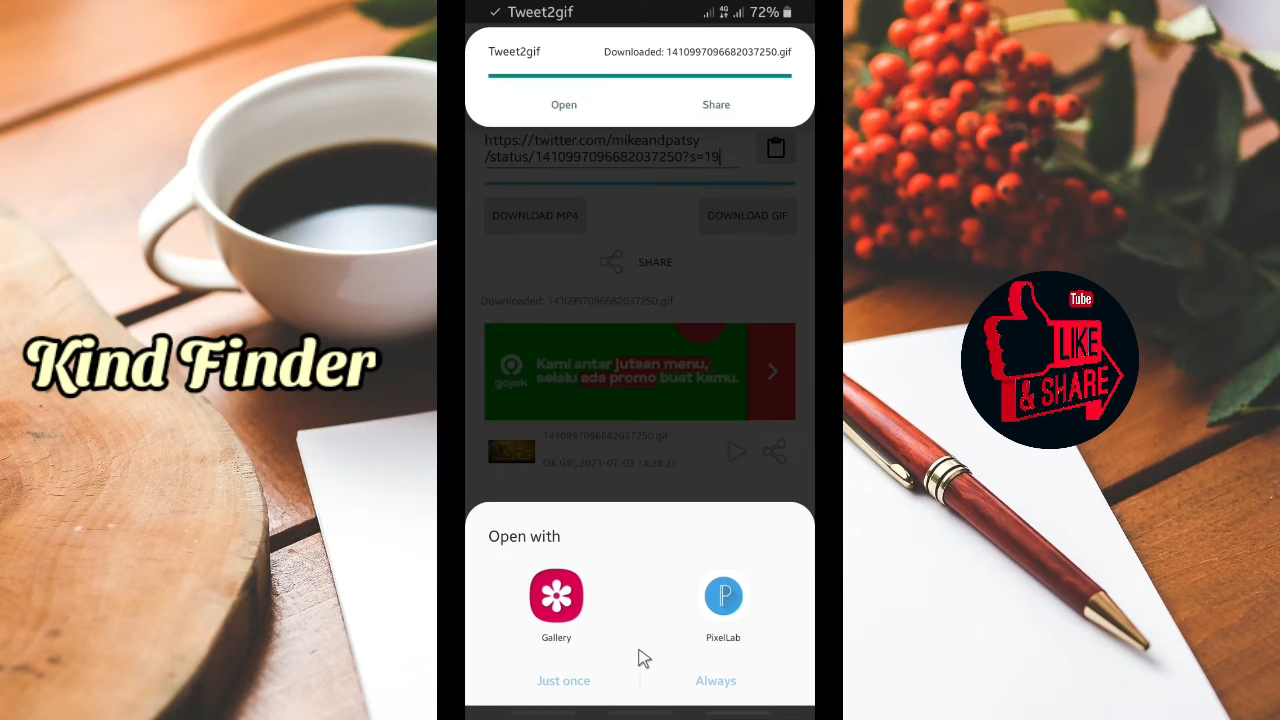 Tweet2gif
4G
72%
Tweet2gif
Downloaded: 1410997096682037250.gif
Open
Share
https://twitter.com/mikeandpatsy
/status/1410997096682037250?s=19
DOWNLOAD MP4
DOWNLOAD GIF
SHARE
Downloaded: 1410997096682037250.gif
gojek
Kami antar jutaan menu,
selalu ada promo buat kamu.
1410997096682037250.gif
OK GIF, 2021-07-03 14:28:23
Open with
Gallery
P
PixelLab
Just once
Always
Kind Finder
Tube
LIKE
& SHARE